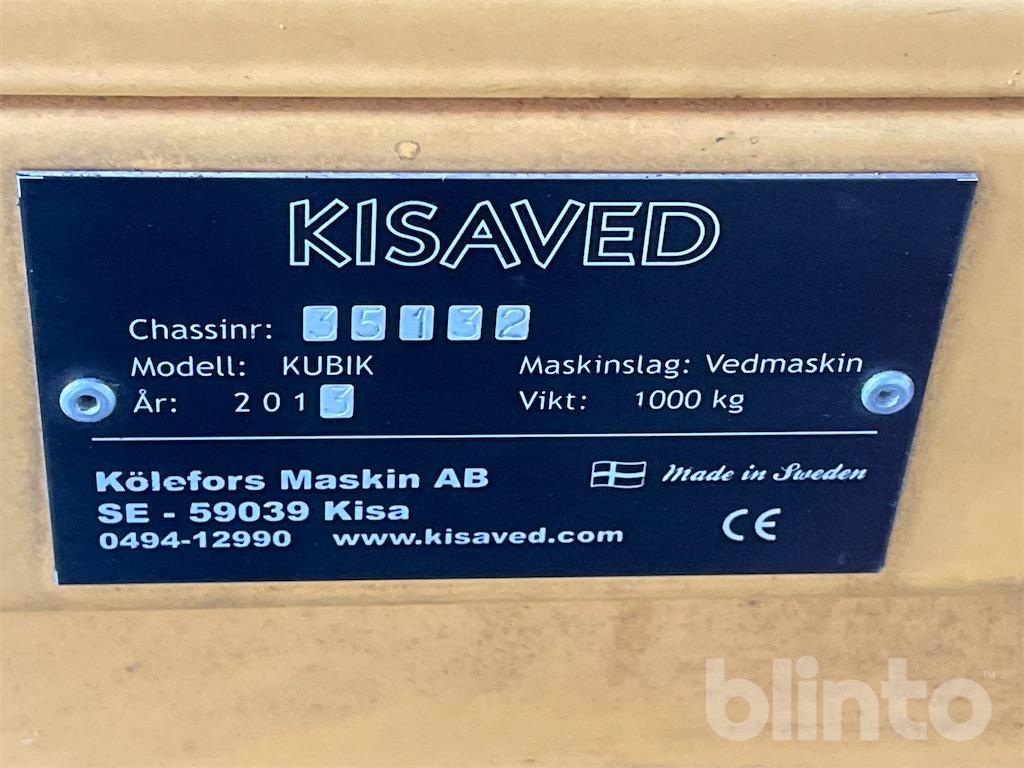 KISAVED
Chassinr: 35132
Modell: KUBIK Maskinslag: Vedmaskin
År: 2013 Vikt: 1000 kg
Kölefors Maskin AB Made in Sweden
SE - 59039 Kisa
0494-12990 www.kisaved.com CE
blinto™